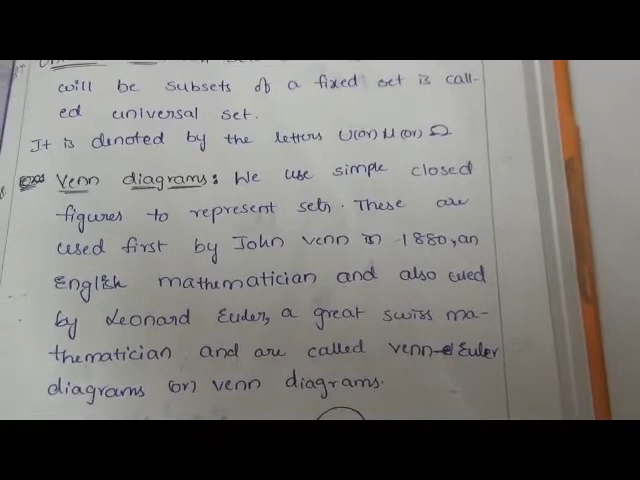 will be subsets of a fixed set is call-
ed universal set.
It is denoted by the letters U(or) μ(or) Ω
Venn diagrams: We use simple closed
figures to represent sets. These are
used first by John venn in 1880, an
English mathematician and also used
by Leonard Euler, a great swiss ma-
thematician and are called venn-Euler
diagrams (or) venn diagrams.